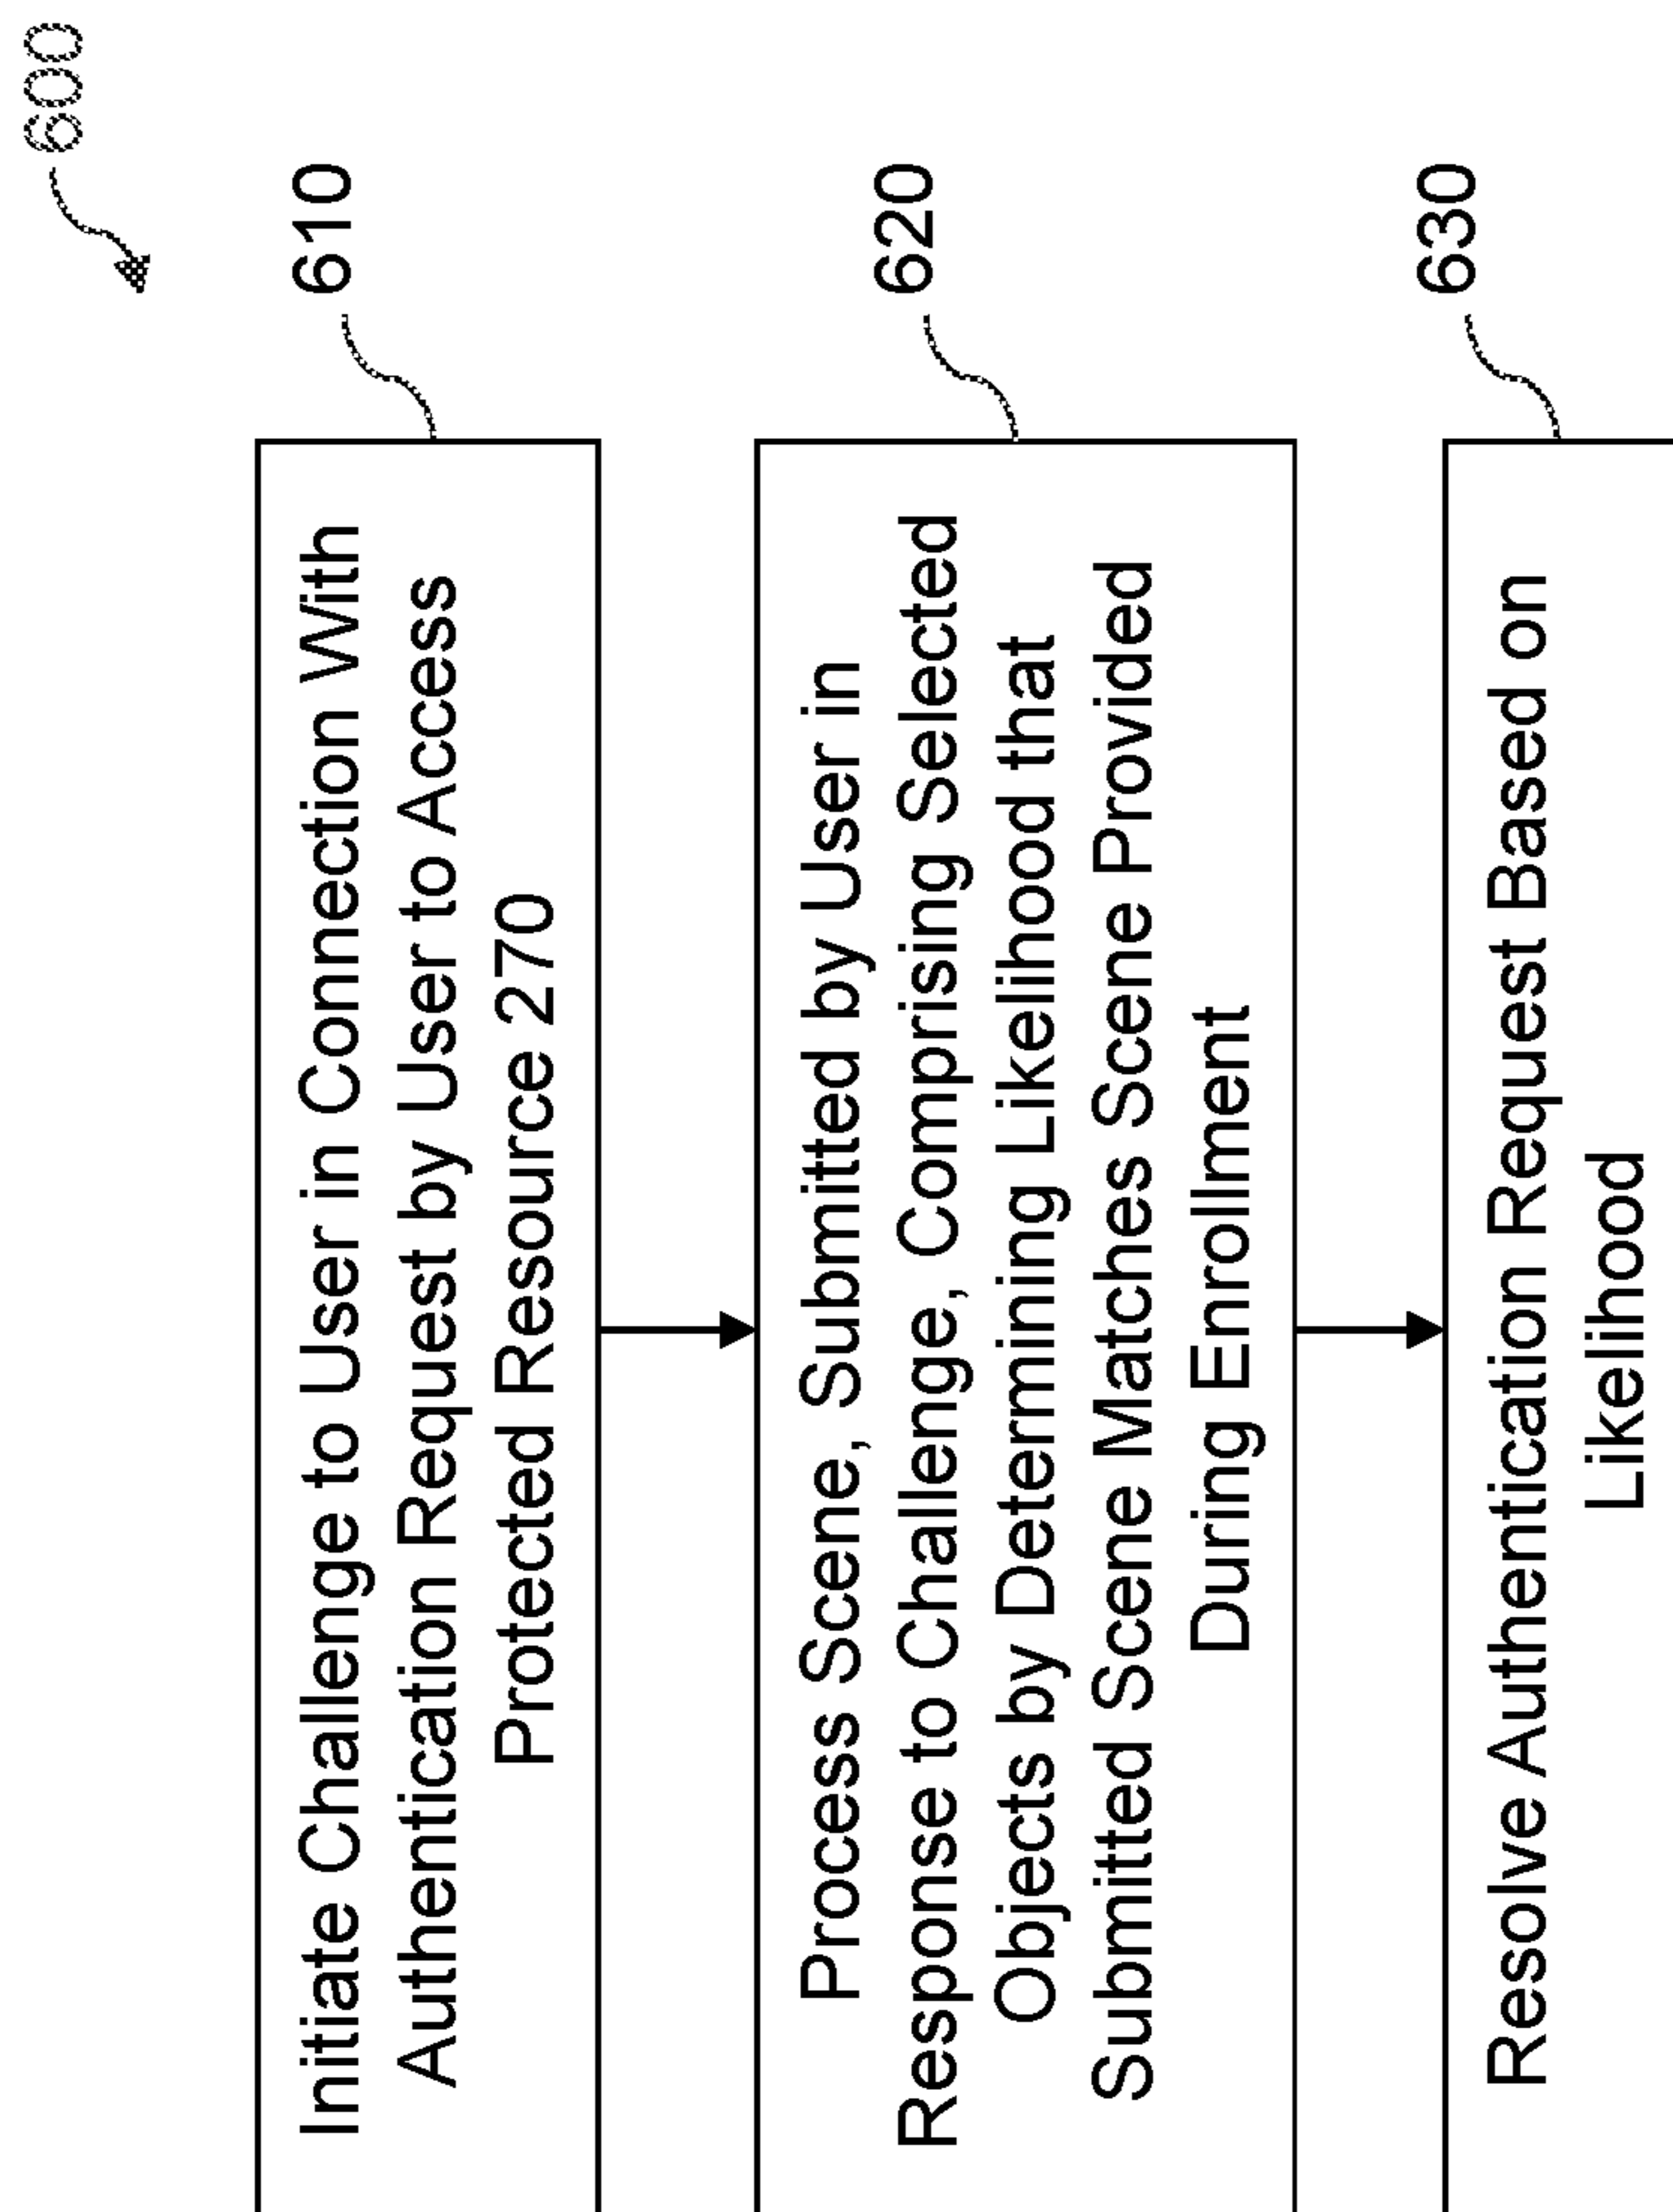 600
610
Initiate Challenge to User in Connection With
Authentication Request by User to Access
Protected Resource 270
620
Process Scene, Submitted by User in
Response to Challenge, Comprising Selected
Objects by Determining Likelihood that
Submitted Scene Matches Scene Provided
During Enrollment
630
Resolve Authentication Request Based on
Likelihood